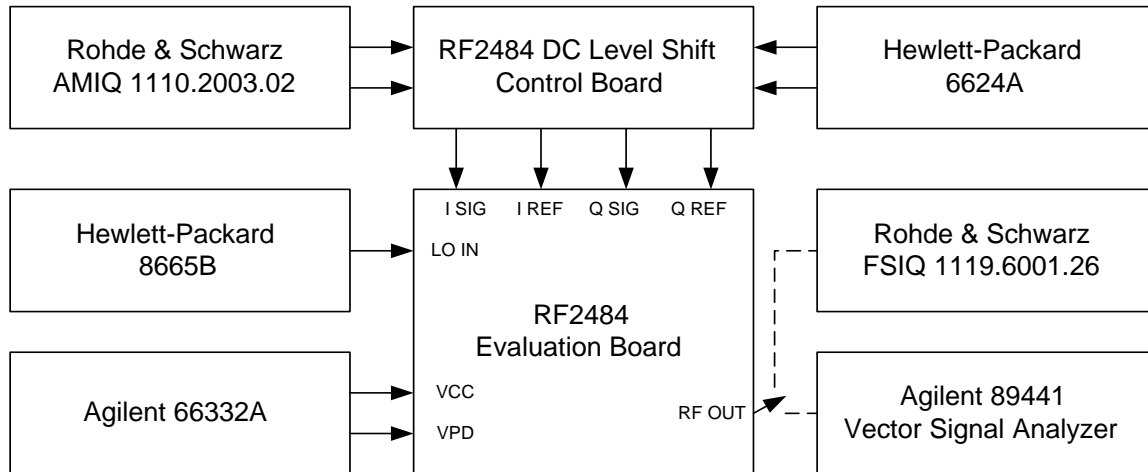 Rohde & Schwarz
AMIQ 1110.2003.02
RF2484 DC Level Shift
Control Board
Hewlett-Packard
6624A
I SIG
I REF
Q SIG
Q REF
Hewlett-Packard
8665B
LO IN
Rohde & Schwarz
FSIQ 1119.6001.26
RF2484
Evaluation Board
Agilent 66332A
VCC
VPD
RF OUT
Agilent 89441
Vector Signal Analyzer